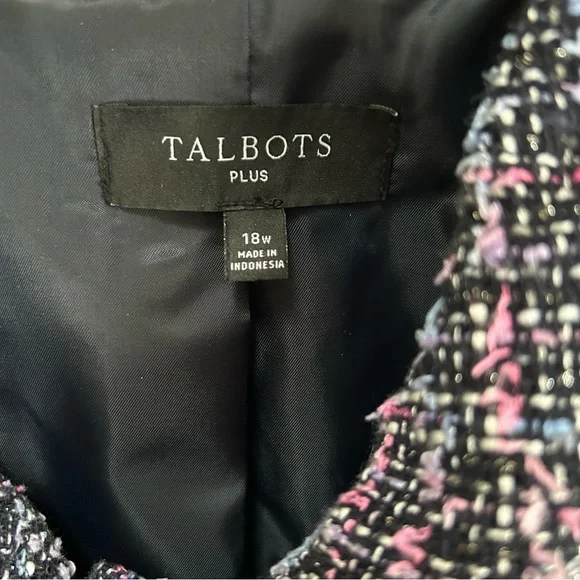 TALBOTS
PLUS
18W
MADE IN
INDONESIA